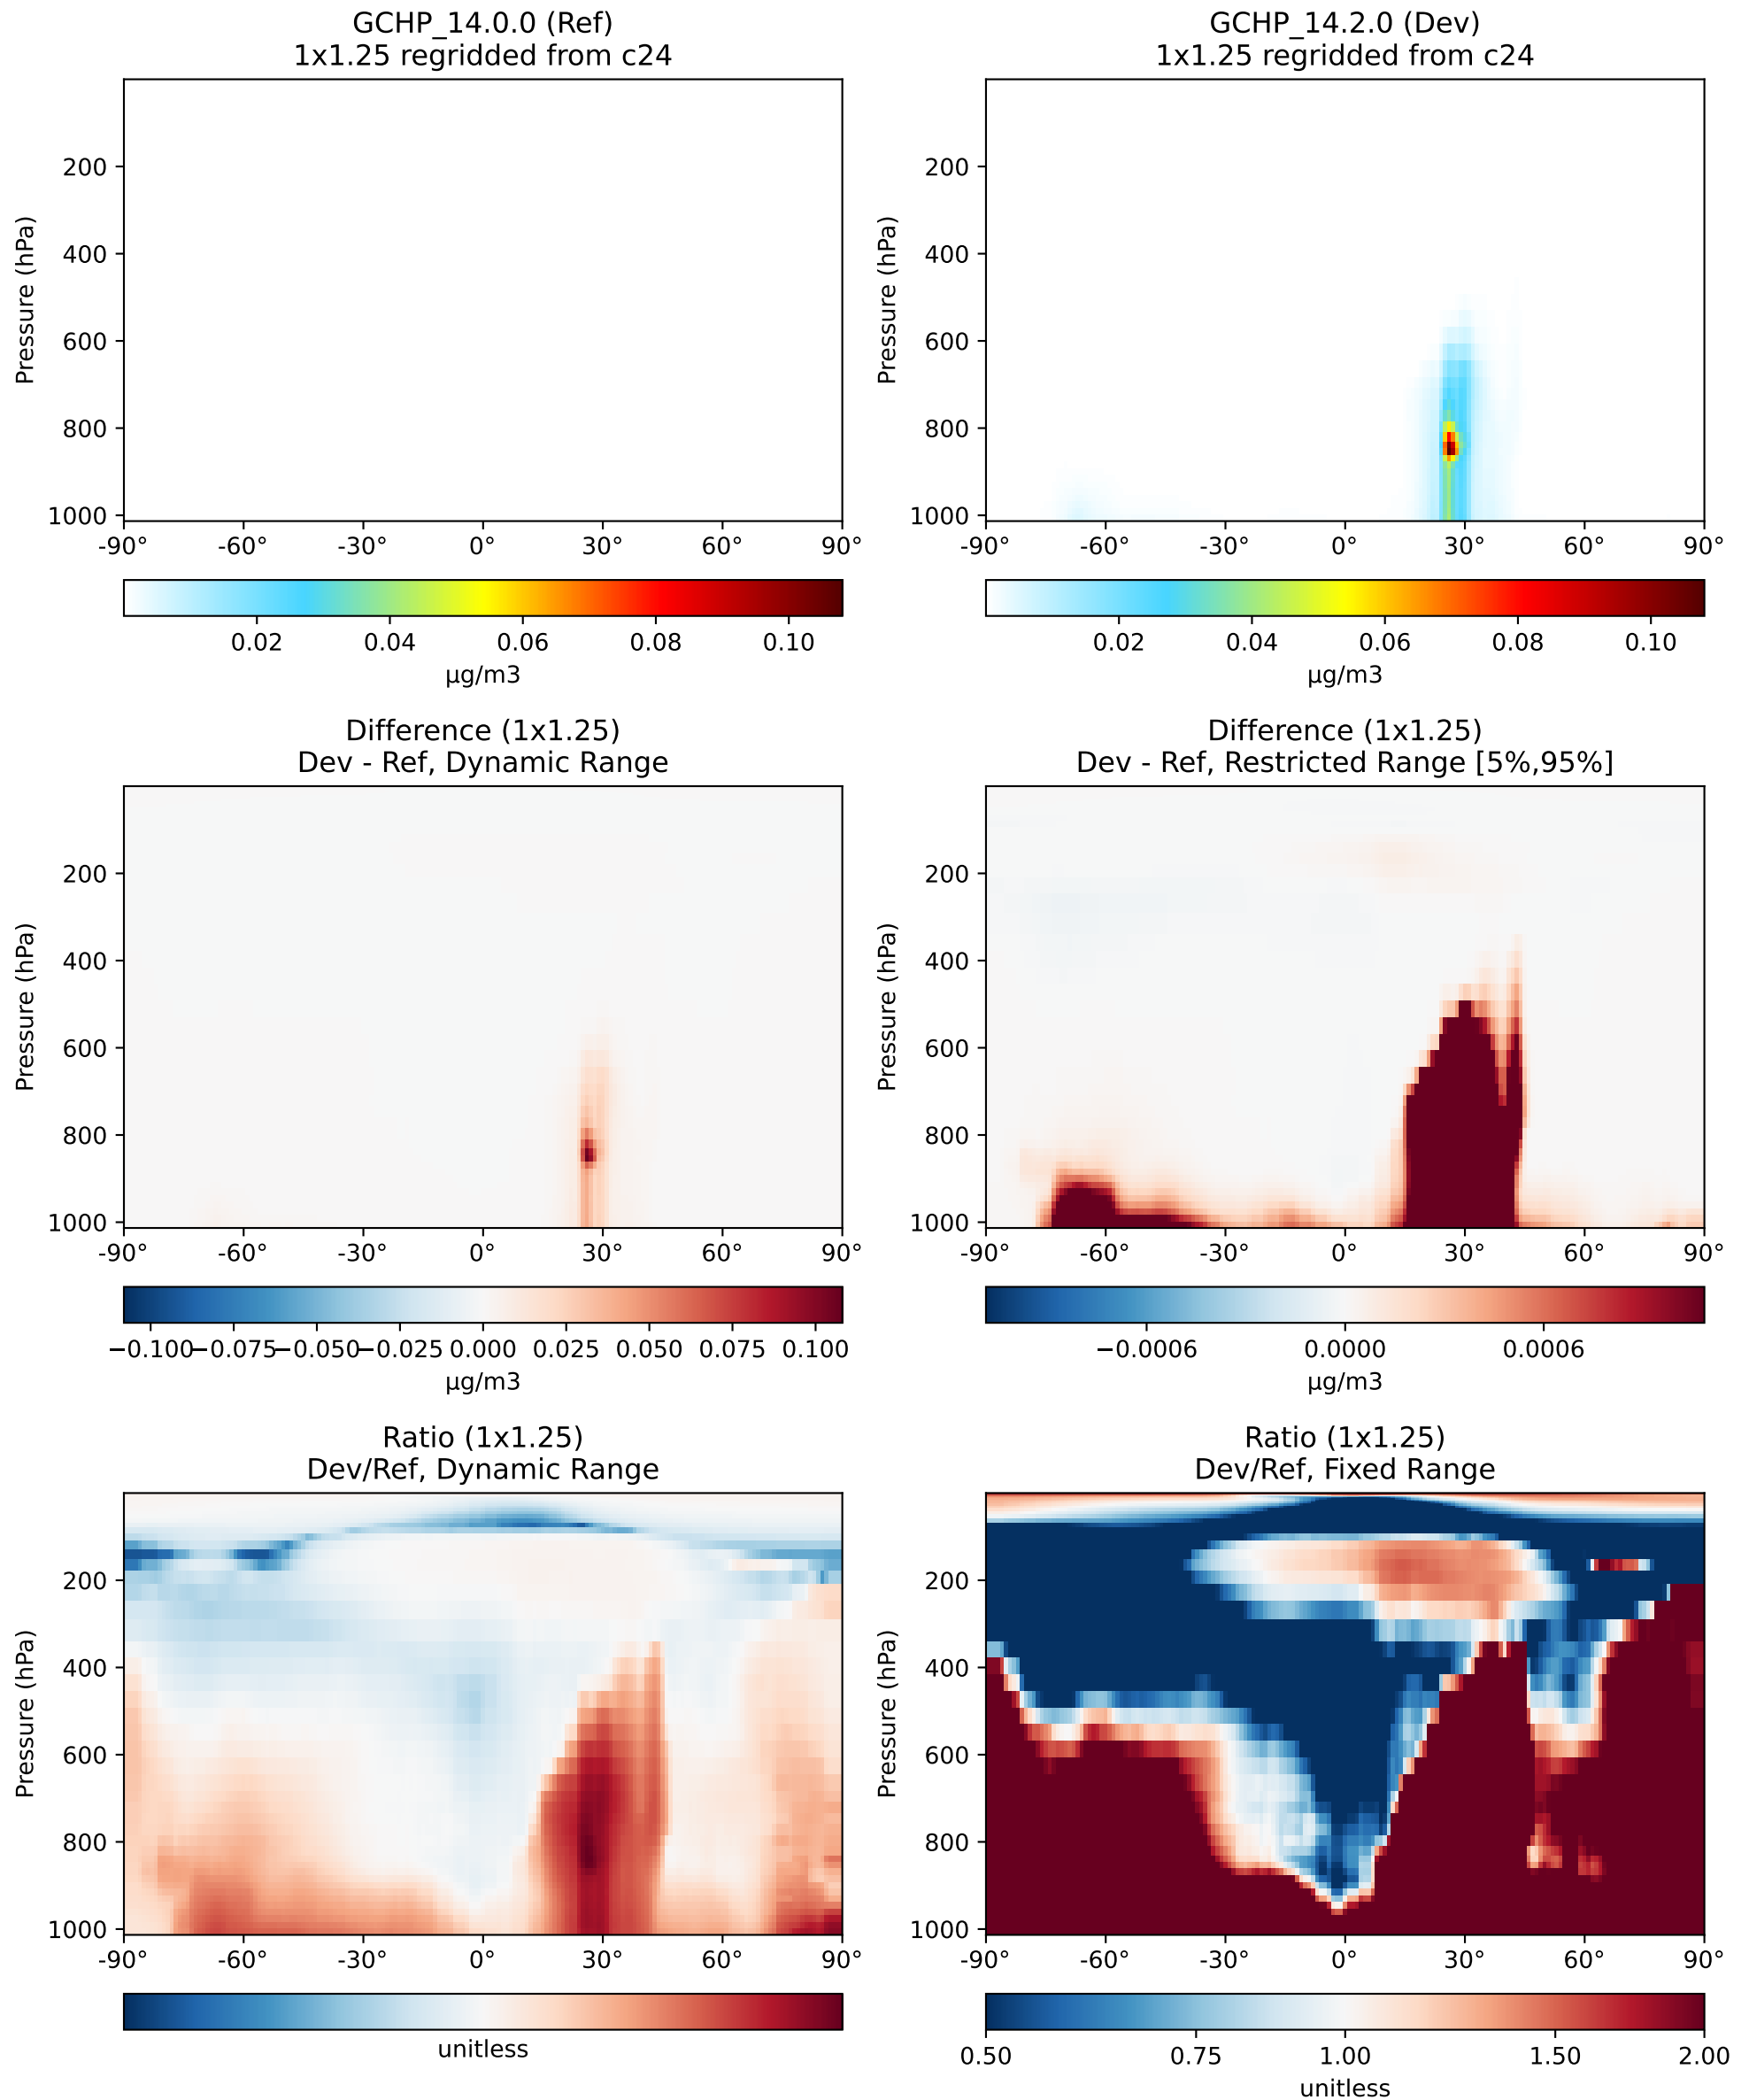 GCHP_14.0.0 (Ref)
1x1.25 regridded from c24
Pressure (hPa)
200
400
600
800
1000
-90° -60° -30° 0° 30° 60° 90°
0.02 0.04 0.06 0.08 0.10
µg/m3
GCHP_14.2.0 (Dev)
1x1.25 regridded from c24
Pressure (hPa)
200
400
600
800
1000
-90° -60° -30° 0° 30° 60° 90°
0.02 0.04 0.06 0.08 0.10
µg/m3
Difference (1x1.25)
Dev - Ref, Dynamic Range
Pressure (hPa)
200
400
600
800
1000
-90° -60° -30° 0° 30° 60° 90°
−0.100 −0.075 −0.050 −0.025 0.000 0.025 0.050 0.075 0.100
µg/m3
Difference (1x1.25)
Dev - Ref, Restricted Range [5%,95%]
Pressure (hPa)
200
400
600
800
1000
-90° -60° -30° 0° 30° 60° 90°
−0.0006 0.0000 0.0006
µg/m3
Ratio (1x1.25)
Dev/Ref, Dynamic Range
Pressure (hPa)
200
400
600
800
1000
-90° -60° -30° 0° 30° 60° 90°
unitless
Ratio (1x1.25)
Dev/Ref, Fixed Range
Pressure (hPa)
200
400
600
800
1000
-90° -60° -30° 0° 30° 60° 90°
0.50 0.75 1.00 1.50 2.00
unitless